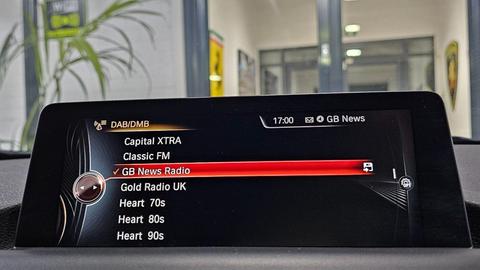 DAB/DMB 17:00 GB News
Capital XTRA
Classic FM
GB News Radio
Gold Radio UK
Heart 70s
Heart 80s
Heart 90s